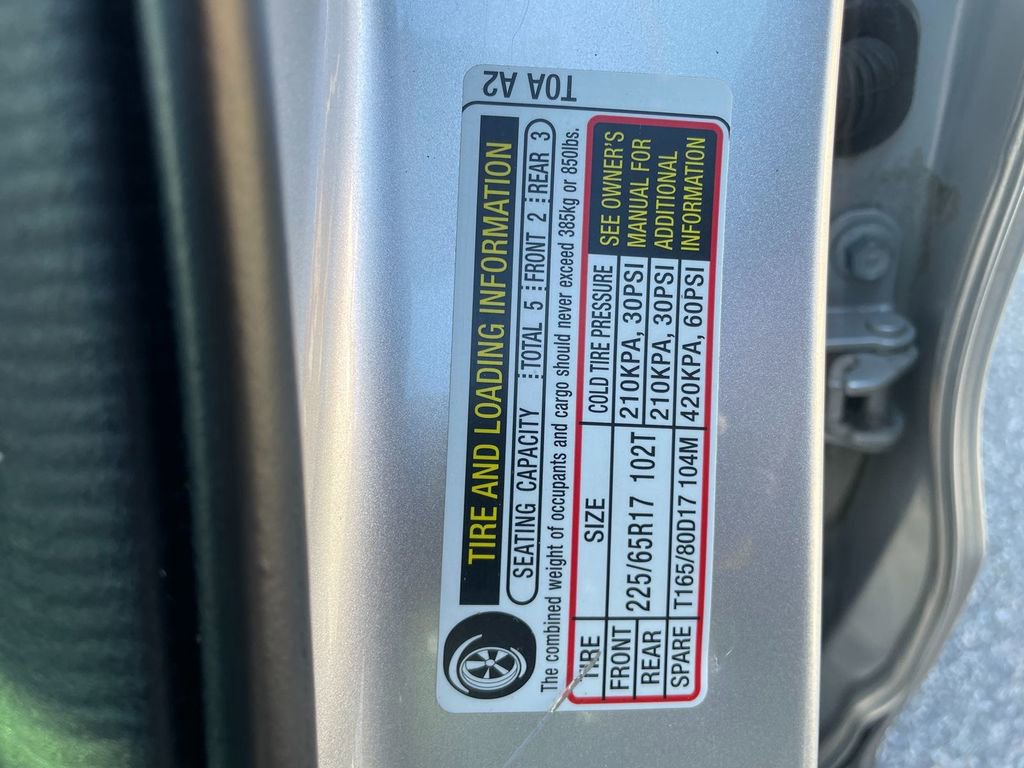 T0A A2
TIRE AND LOADING INFORMATION
SEATING CAPACITY TOTAL 5 FRONT 2 REAR 3
The combined weight of occupants and cargo should never exceed 385kg or 850lbs.
TIRE SIZE COLD TIRE PRESSURE
FRONT 225/65R17 102T 210KPA, 30PSI
REAR 210KPA, 30PSI
SPARE T165/80D17 104M 420KPA, 60PSI
SEE OWNER'S
MANUAL FOR
ADDITIONAL
INFORMATION